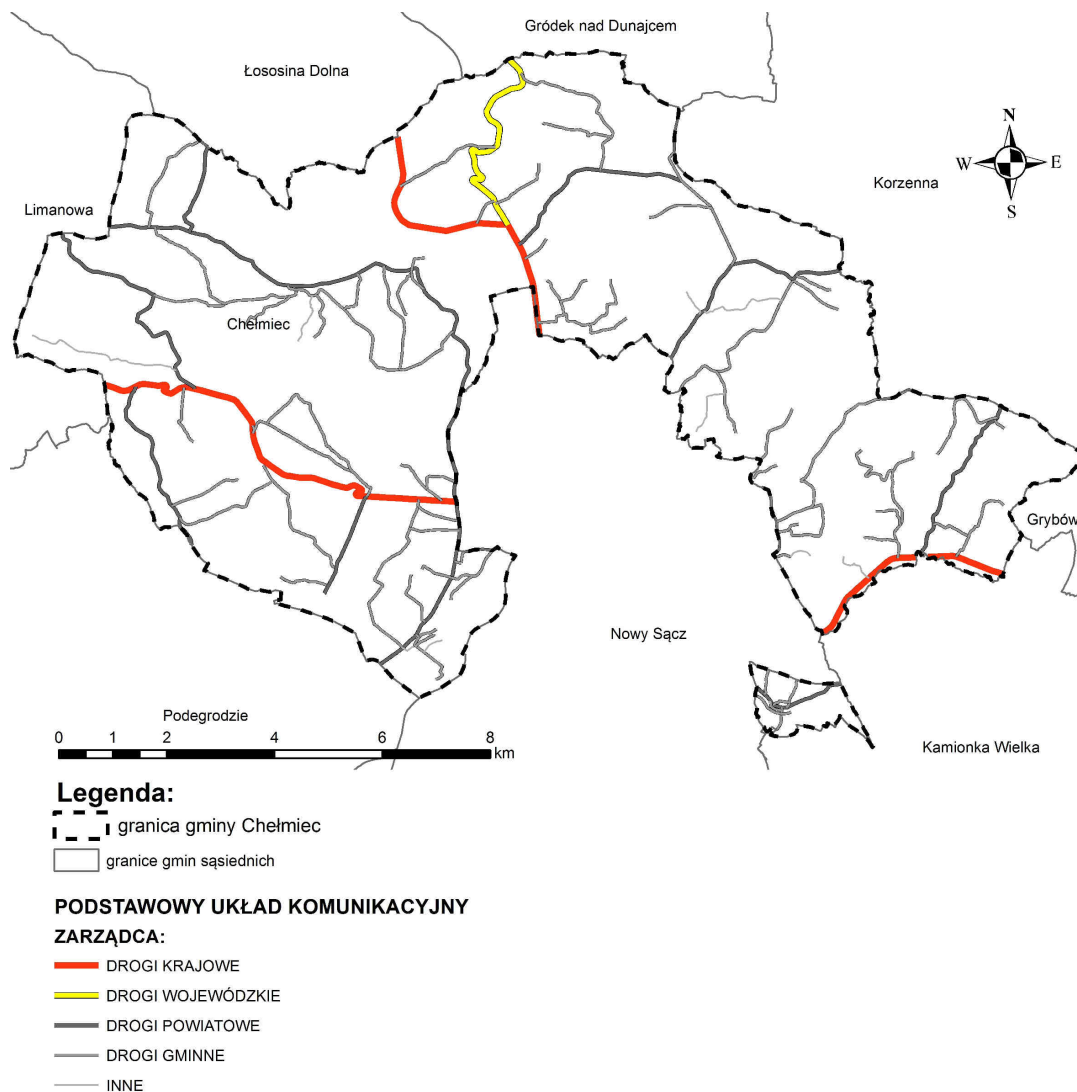 Gródek nad Dunajcem
Łososina Dolna
N
W
E
S
Korzenna
Limanowa
Chełmiec
Grybów
Nowy Sącz
Podegrodzie
Kamionka Wielka
0 1 2 4 6 8
km
Legenda:
granica gminy Chełmiec
granice gmin sąsiednich
PODSTAWOWY UKŁAD KOMUNIKACYJNY
ZARZĄDCA:
DROGI KRAJOWE
DROGI WOJEWÓDZKIE
DROGI POWIATOWE
DROGI GMINNE
INNE